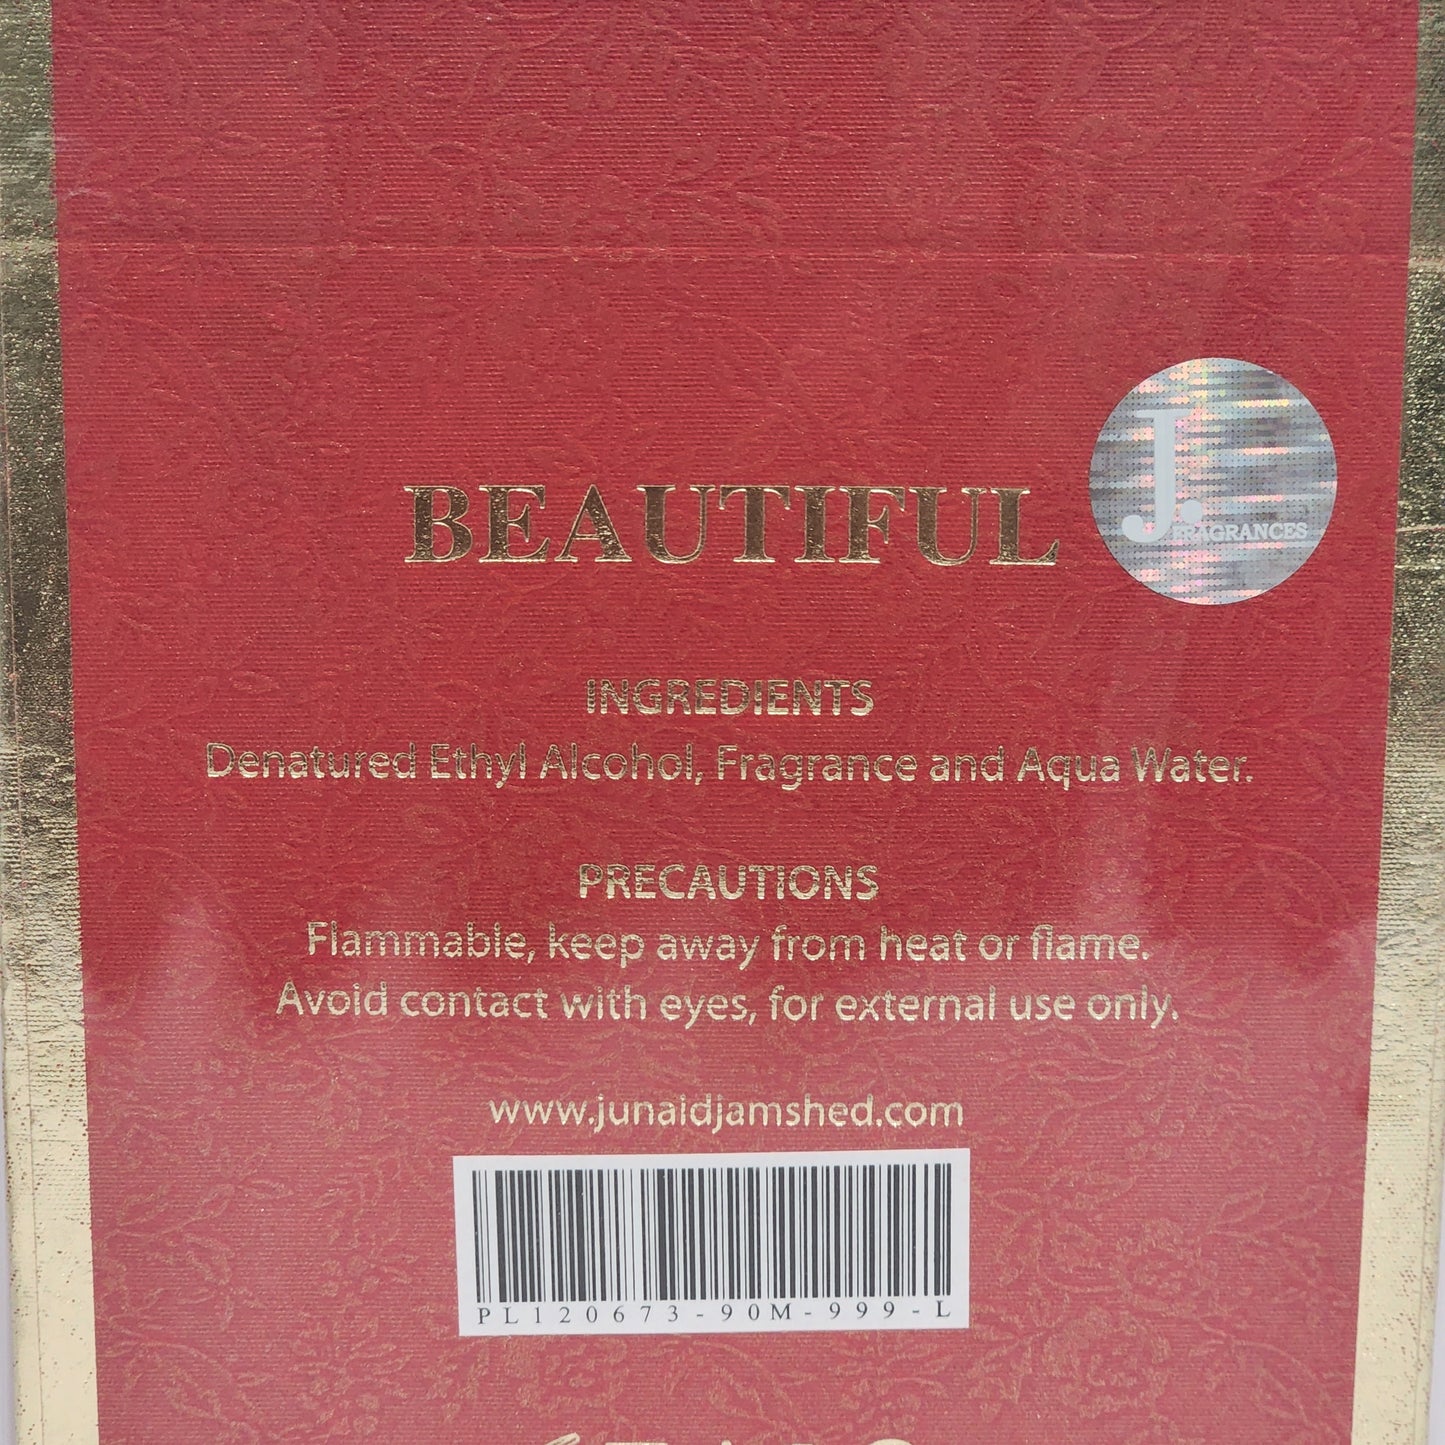 BEAUTIFUL
J.
FRAGRANCES
INGREDIENTS
Denatured Ethyl Alcohol, Fragrance and Aqua Water.
PRECAUTIONS
Flammable, keep away from heat or flame.
Avoid contact with eyes, for external use only.
www.junaidjamshed.com
PL120673-90M-999-L